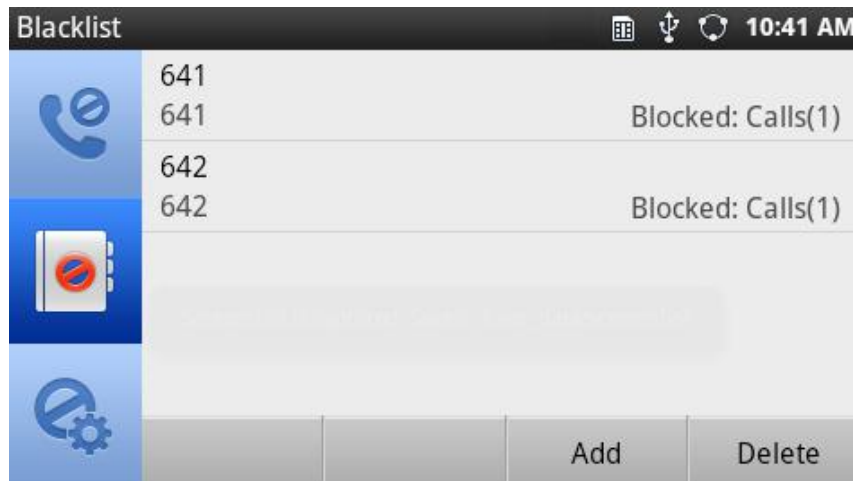 Blacklist 10:41 AM
641
641 Blocked: Calls(1)
642
642 Blocked: Calls(1)
Add Delete